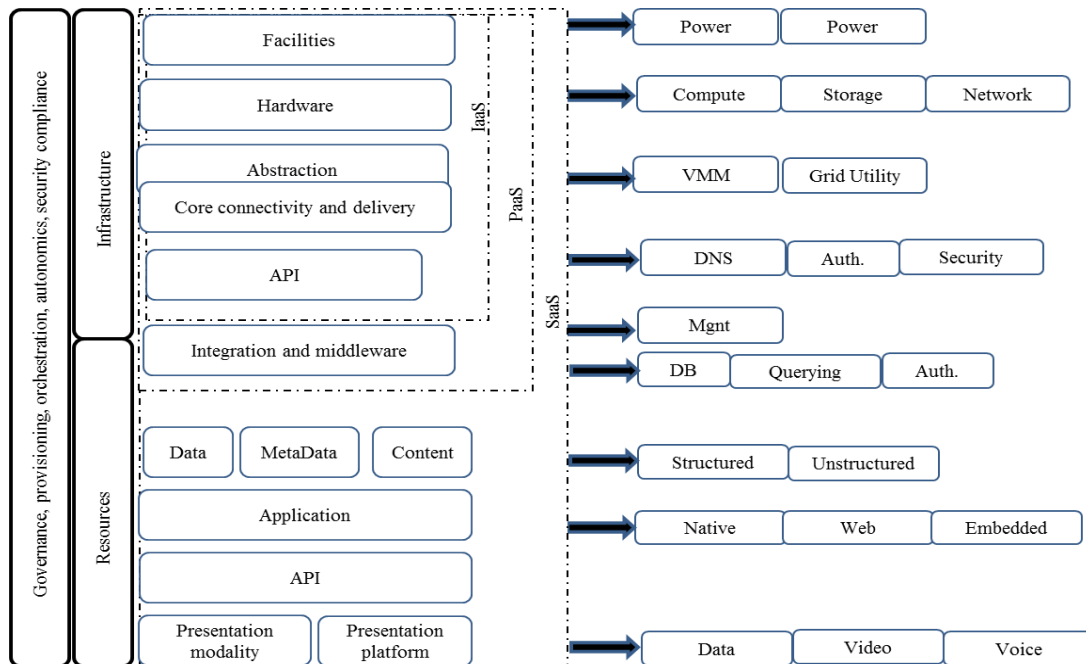 Governance, provisioning, orchestration, autonomics, security compliance
Infrastructure
Resources
Facilities
Hardware
Abstraction
Core connectivity and delivery
API
Integration and middleware
IaaS
PaaS
SaaS
Data
MetaData
Content
Application
API
Presentation
modality
Presentation
platform
Power
Power
Compute
Storage
Network
VMM
Grid Utility
DNS
Auth.
Security
Mgnt
DB
Querying
Auth.
Structured
Unstructured
Native
Web
Embedded
Data
Video
Voice